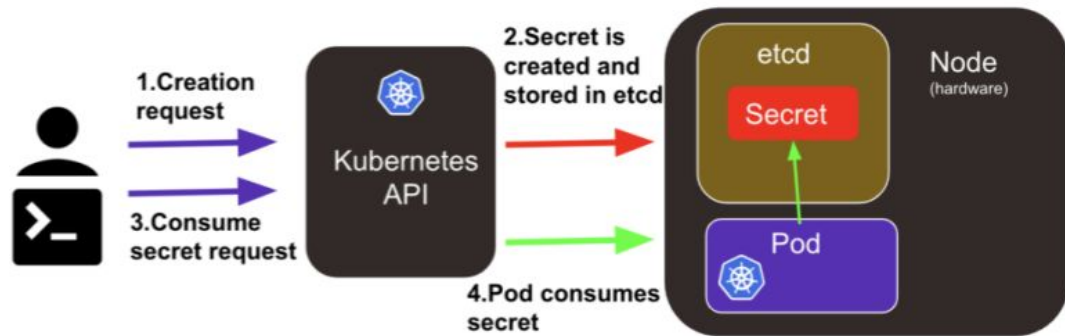 1.Creation
request
3.Consume
secret request
Kubernetes
API
2.Secret is
created and
stored in etcd
4.Pod consumes
secret
etcd
Secret
Pod
Node
(hardware)